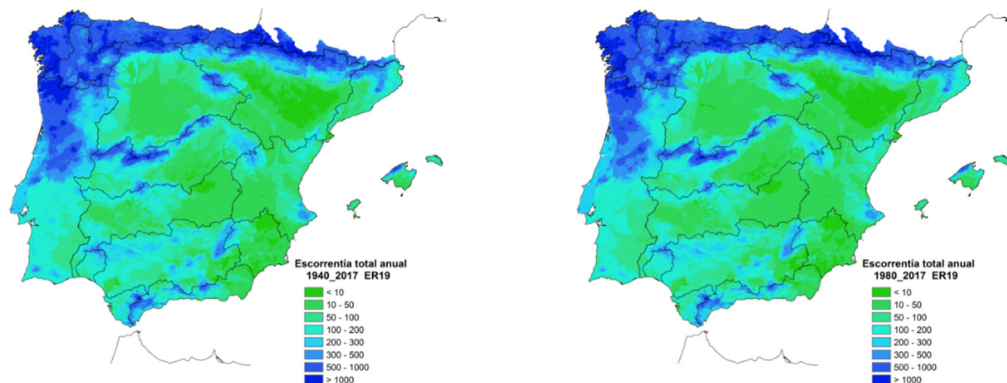 Escorrentía total anual
1940_2017 ER19
< 10
10 - 50
50 - 100
100 - 200
200 - 300
300 - 500
500 - 1000
> 1000
Escorrentía total anual
1980_2017 ER19
< 10
10 - 50
50 - 100
100 - 200
200 - 300
300 - 500
500 - 1000
> 1000